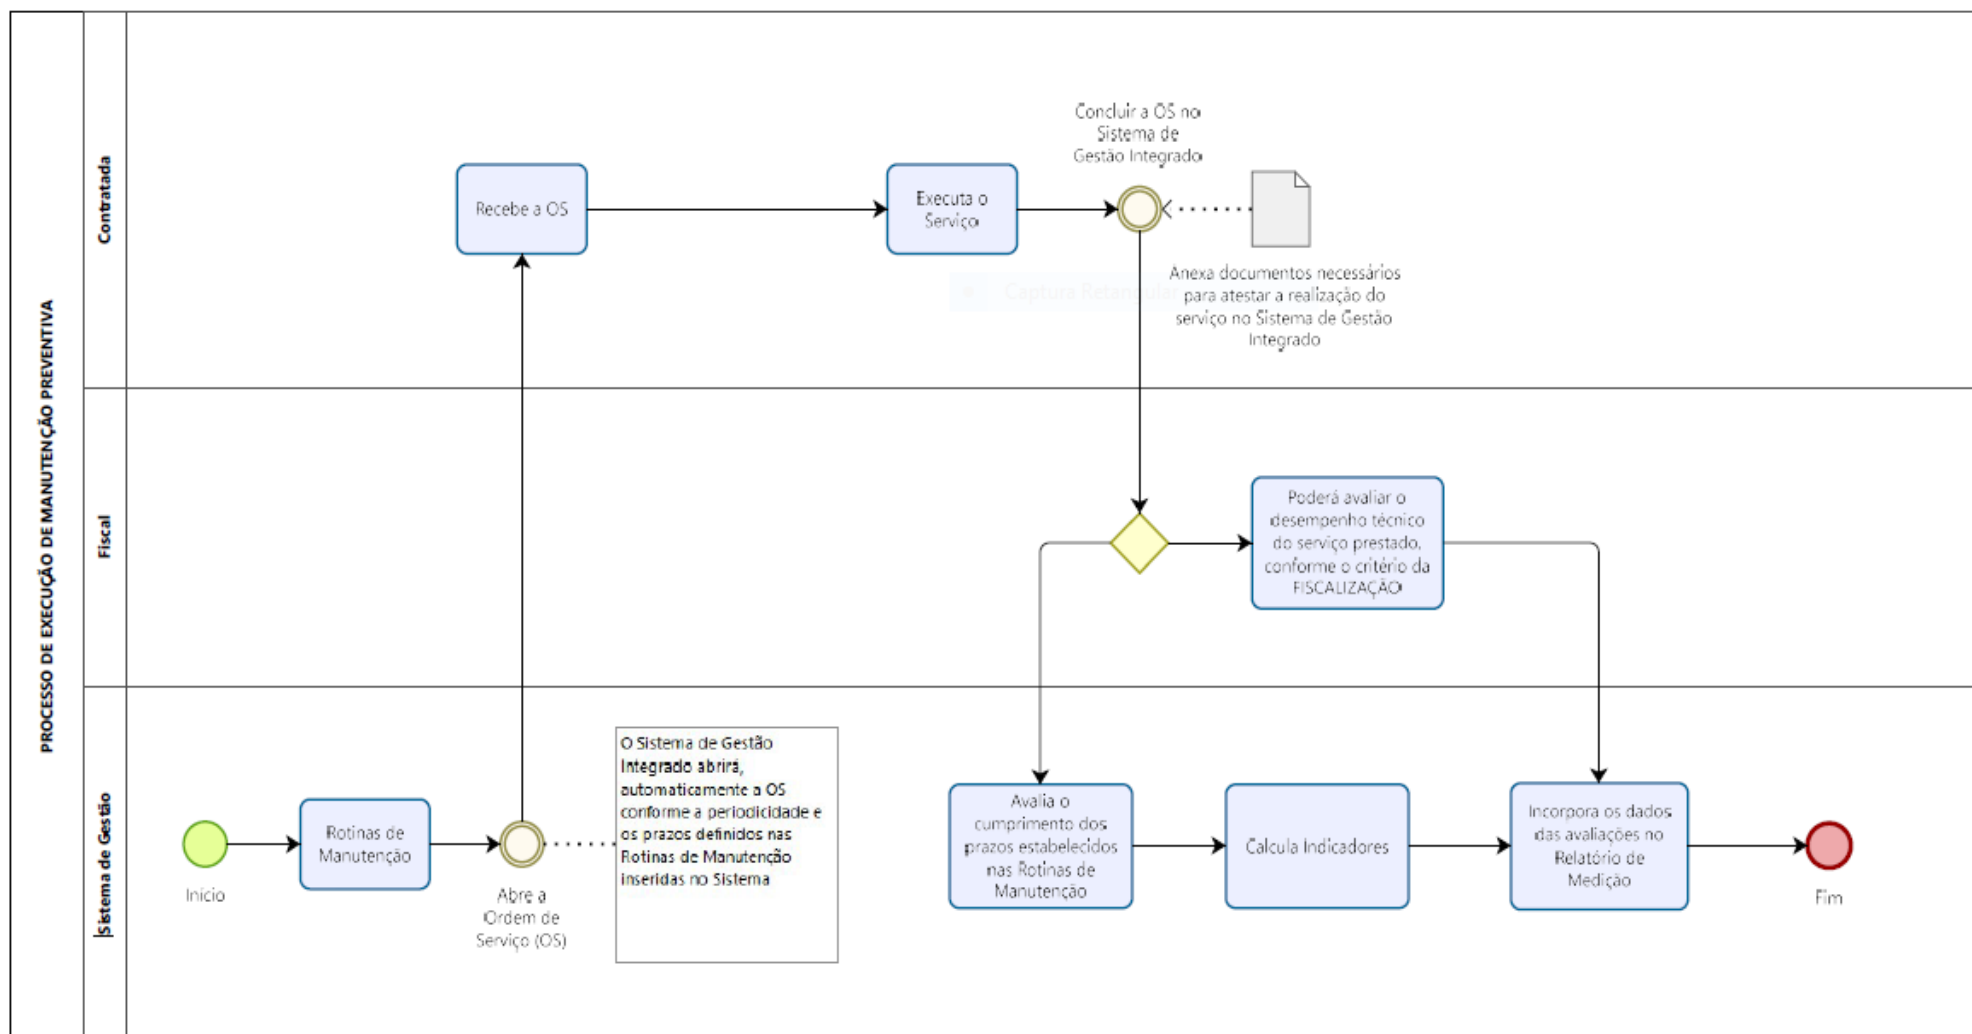 PROCESSO DE EXECUÇÃO DE MANUTENÇÃO PREVENTIVA
Contratada
Recebe a OS
Executa o
Serviço
Concluir a OS no
Sistema de
Gestão Integrado
Anexa documentos necessários
para atestar a realização do
serviço no Sistema de Gestão
Integrado
Captura Retangular
Fiscal
Poderá avaliar o
desempenho técnico
do serviço prestado,
conforme o critério da
FISCALIZAÇÃO
Sistema de Gestão
Início
Rotinas de
Manutenção
Abre a
Ordem de
Serviço (OS)
O Sistema de Gestão
Integrado abrirá,
automaticamente a OS
conforme a periodicidade e
os prazos definidos nas
Rotinas de Manutenção
inseridas no Sistema
Avalia o
cumprimento dos
prazos estabelecidos
nas Rotinas de
Manutenção
Calcula Indicadores
Incorpora os dados
das avaliações no
Relatório de
Medição
Fim